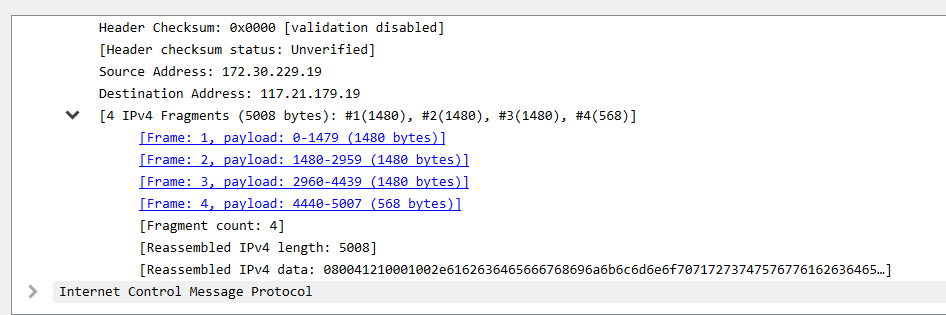 Header Checksum: 0x0000 [validation disabled]
[Header checksum status: Unverified]
Source Address: 172.30.229.19
Destination Address: 117.21.179.19
[4 IPv4 Fragments (5008 bytes): #1(1480), #2(1480), #3(1480), #4(568)]
[Frame: 1, payload: 0-1479 (1480 bytes)]
[Frame: 2, payload: 1480-2959 (1480 bytes)]
[Frame: 3, payload: 2960-4439 (1480 bytes)]
[Frame: 4, payload: 4440-5007 (568 bytes)]
[Fragment count: 4]
[Reassembled IPv4 length: 5008]
[Reassembled IPv4 data: 080041210001002e6162636465666768696a6b6c6d6e6f7071727374757677616263646​5…]
Internet Control Message Protocol